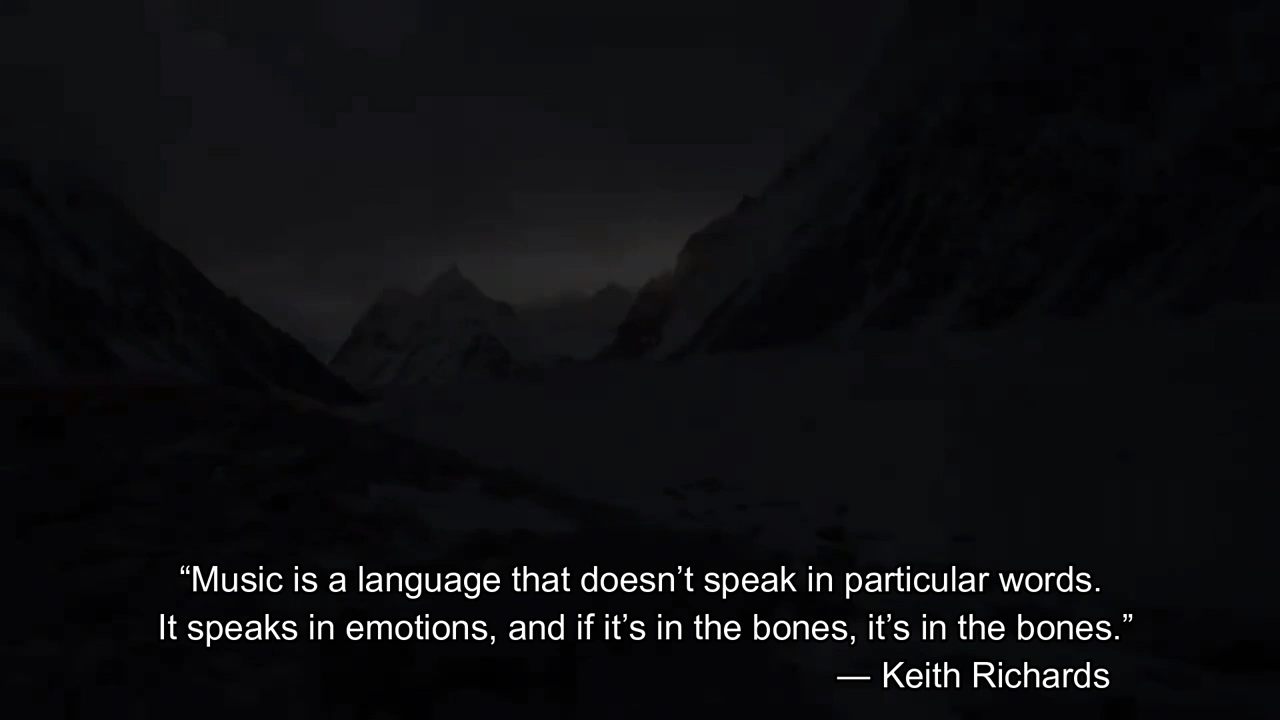 “Music is a language that doesn’t speak in particular words.
It speaks in emotions, and if it’s in the bones, it’s in the bones.”
— Keith Richards